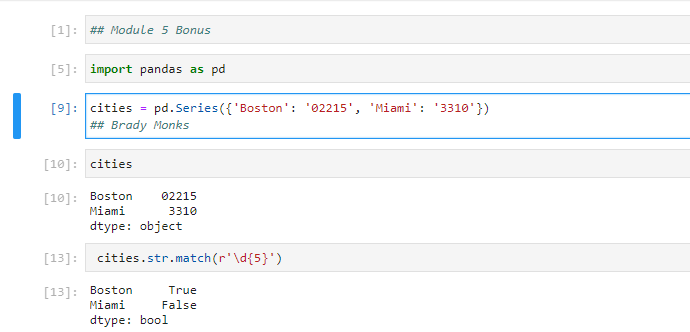 [1]: ## Module 5 Bonus
[5]: import pandas as pd
[9]: cities = pd.Series({'Boston': '02215', 'Miami': '3310'})
## Brady Monks
[10]: cities
[10]: Boston    02215
Miami      3310
dtype: object
[13]: cities.str.match(r'\d{5}')
[13]: Boston     True
Miami     False
dtype: bool